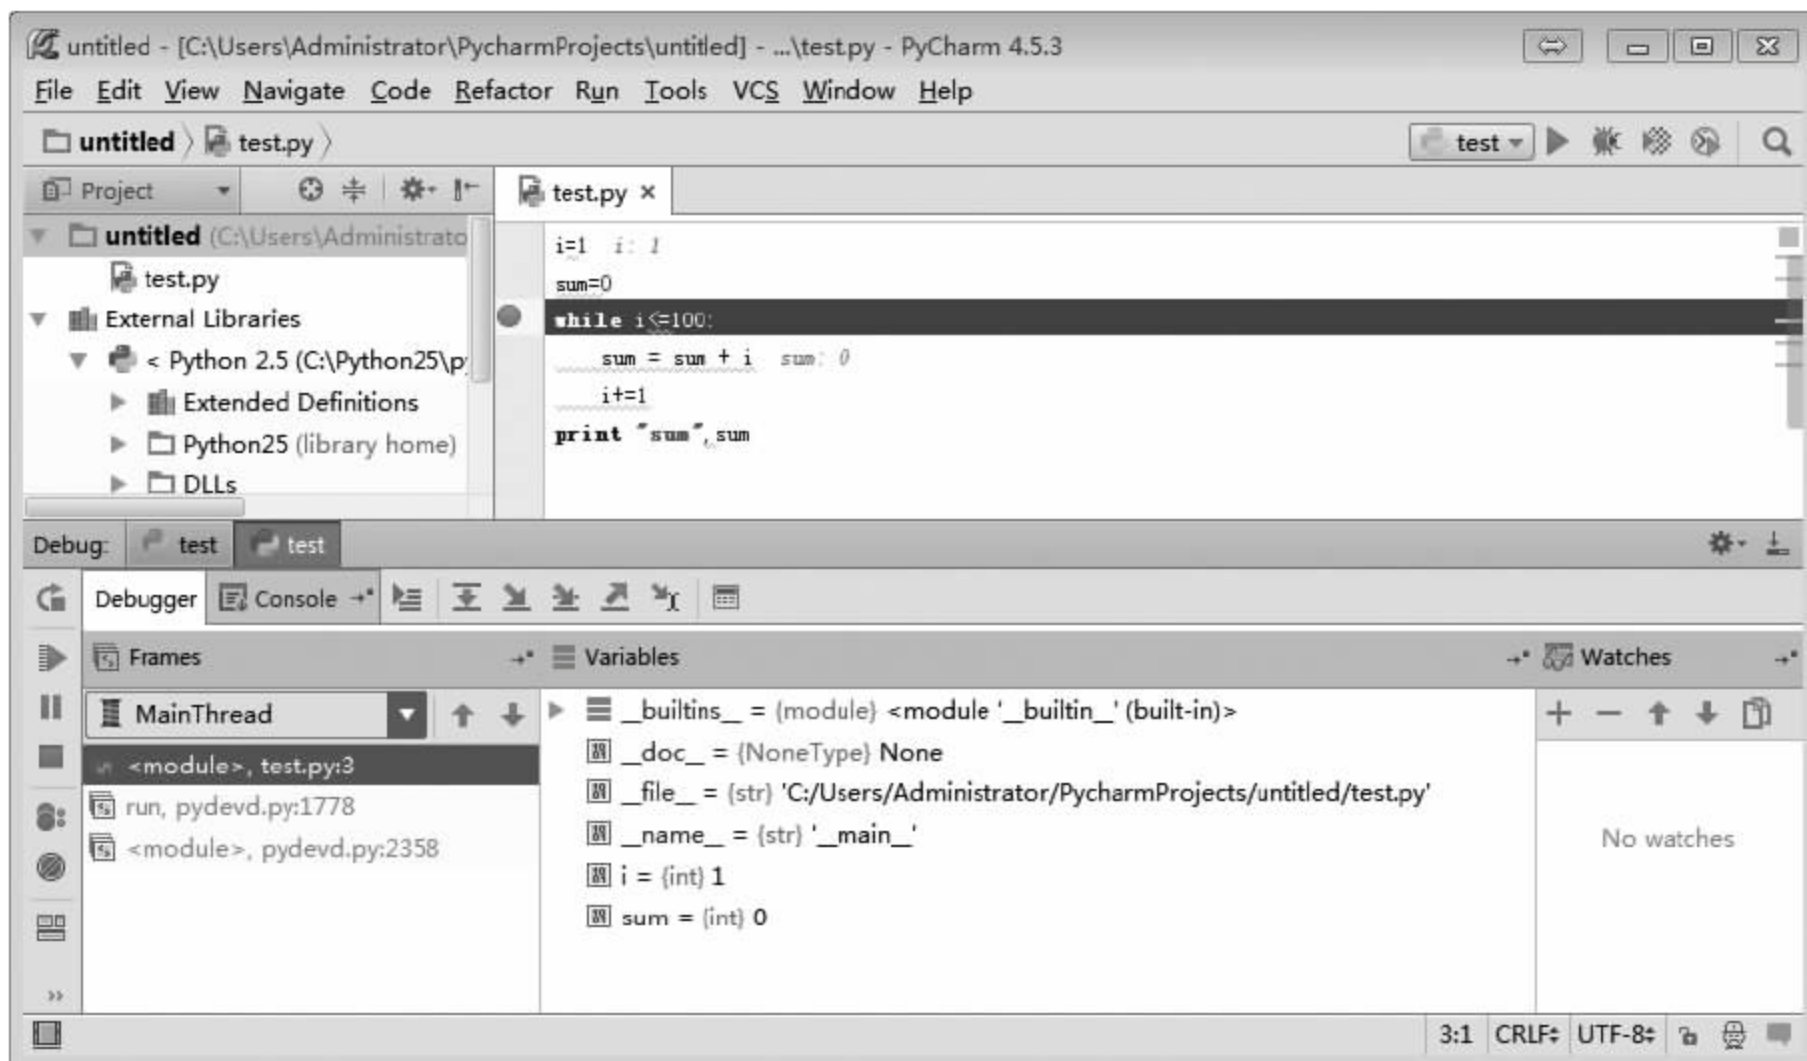 untitled - [C:\Users\Administrator\PycharmProjects\untitled] - ...\test.py - PyCharm 4.5.3
File Edit View Navigate Code Refactor Run Tools VCS Window Help
untitled test.py
test
Project
test.py ×
untitled (C:\Users\Administrato
test.py
External Libraries
< Python 2.5 (C:\Python25\p
Extended Definitions
Python25 (library home)
DLLs
i=1 i: 1
sum=0
while i<=100:
sum = sum + i sum: 0
i+=1
print "sum",sum
Debug: test test
Debugger Console
Frames
Variables
Watches
MainThread
<module>, test.py:3
run, pydevd.py:1778
<module>, pydevd.py:2358
__builtins__ = {module} <module '__builtin__' (built-in)>
__doc__ = {NoneType} None
__file__ = {str} 'C:/Users/Administrator/PycharmProjects/untitled/test.py'
__name__ = {str} '__main__'
i = {int} 1
sum = {int} 0
No watches
3:1 CRLF UTF-8